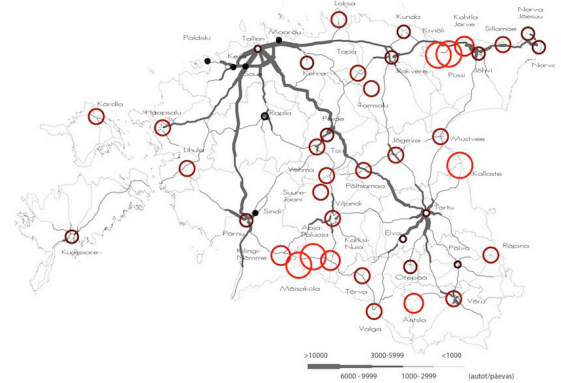 Loksa
Narva
Jõesuu
Kunda
Kohtla
Järve
Sillamäe
Maardu
Kiviõli
Paldiski
Tallinn
Tapa
Narva
Rakvere
Püssi
Jõhvi
Kehra
Tamsalu
Kärdla
Haapsalu
Rapla
Paide
Mustvee
Jõgeva
Türi
Lihula
Võhma
Kallaste
Põltsamaa
Suure-
Jaani
Viljandi
Sindi
Tartu
Pärnu
Abja-
Paluoja
Elva
Karksi-
Nuia
Põlva
Räpina
Kuressaare
Kilingi-
Nõmme
Otepää
Mõisaküla
Tõrva
Võru
Antsla
Valga
>10000 3000-5999 <1000
6000 - 9999 1000- 2999 (autot/päevas)